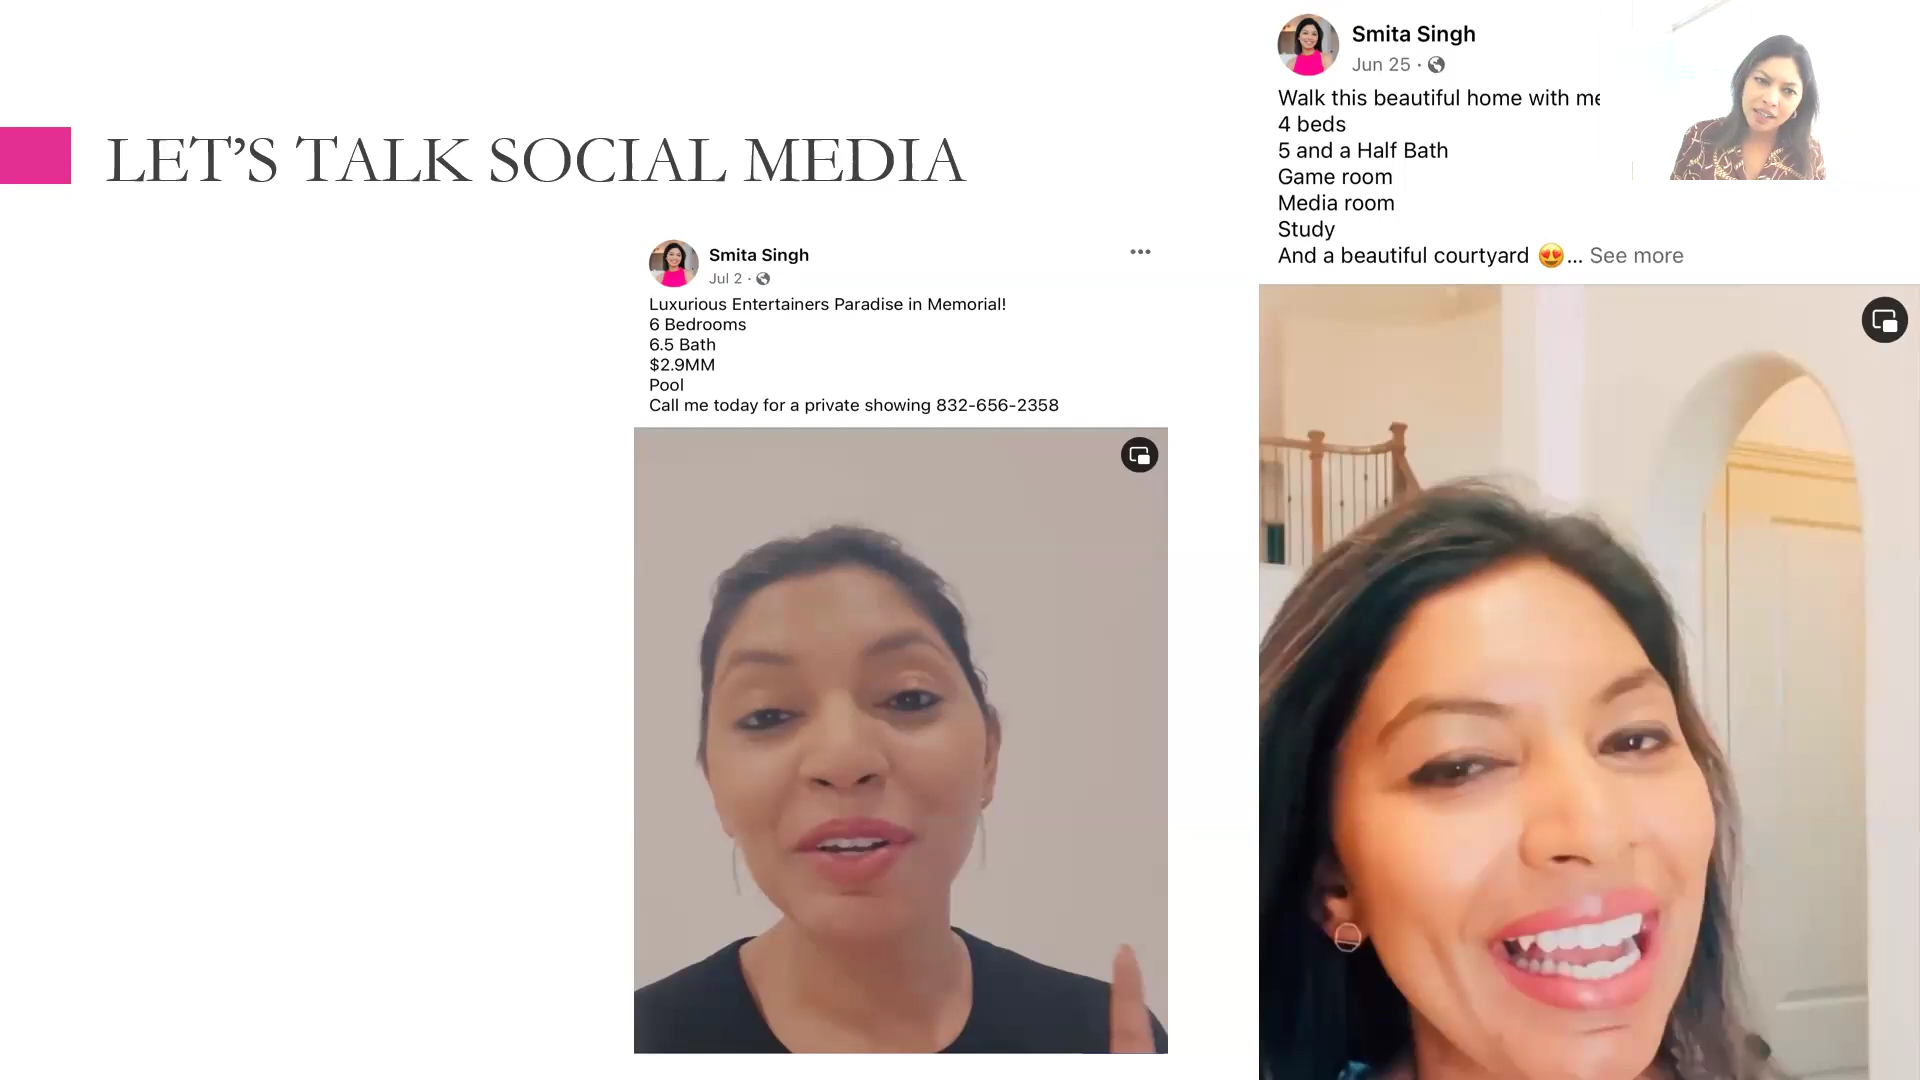 LET'S TALK SOCIAL MEDIA
Smita Singh
Jul 2 ·
Luxurious Entertainers Paradise in Memorial!
6 Bedrooms
6.5 Bath
$2.9MM
Pool
Call me today for a private showing 832-656-2358
Smita Singh
Jun 25 ·
Walk this beautiful home with me
4 beds
5 and a Half Bath
Game room
Media room
Study
And a beautiful courtyard 😍... See more